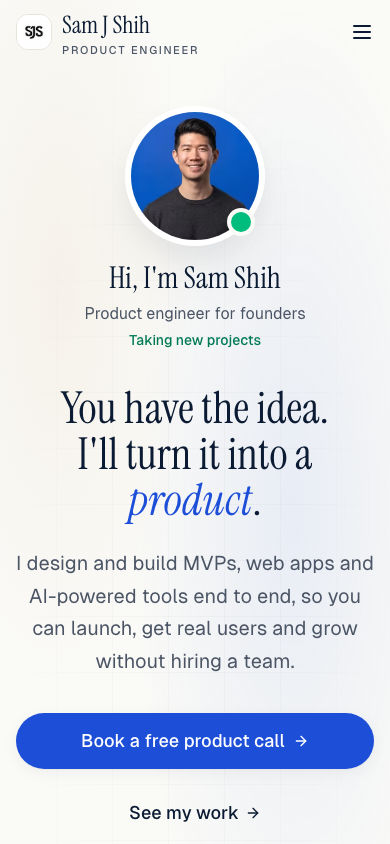 SJS
Sam J Shih
PRODUCT ENGINEER
Hi, I'm Sam Shih
Product engineer for founders
Taking new projects
You have the idea.
I'll turn it into a
product.
I design and build MVPs, web apps and
AI-powered tools end to end, so you
can launch, get real users and grow
without hiring a team.
Book a free product call →
See my work →